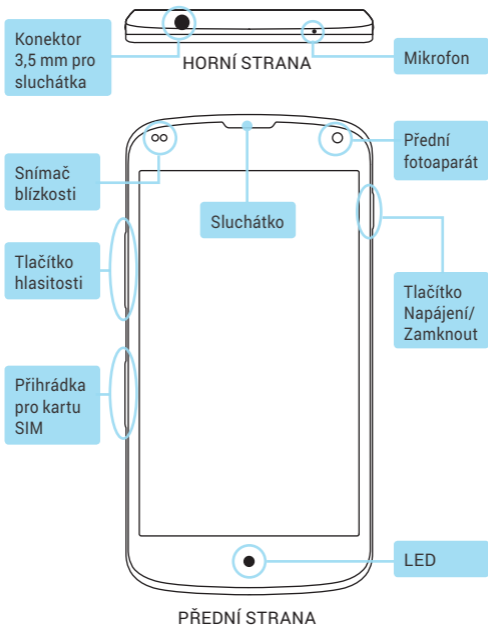 Konektor
3,5 mm pro
sluchátka
HORNÍ STRANA
Mikrofon
Snímač
blízkosti
Sluchátko
Přední
fotoaparát
Tlačítko
hlasitosti
Tlačítko
Napájení/
Zamknout
Přihrádka
pro kartu
SIM
LED
PŘEDNÍ STRANA